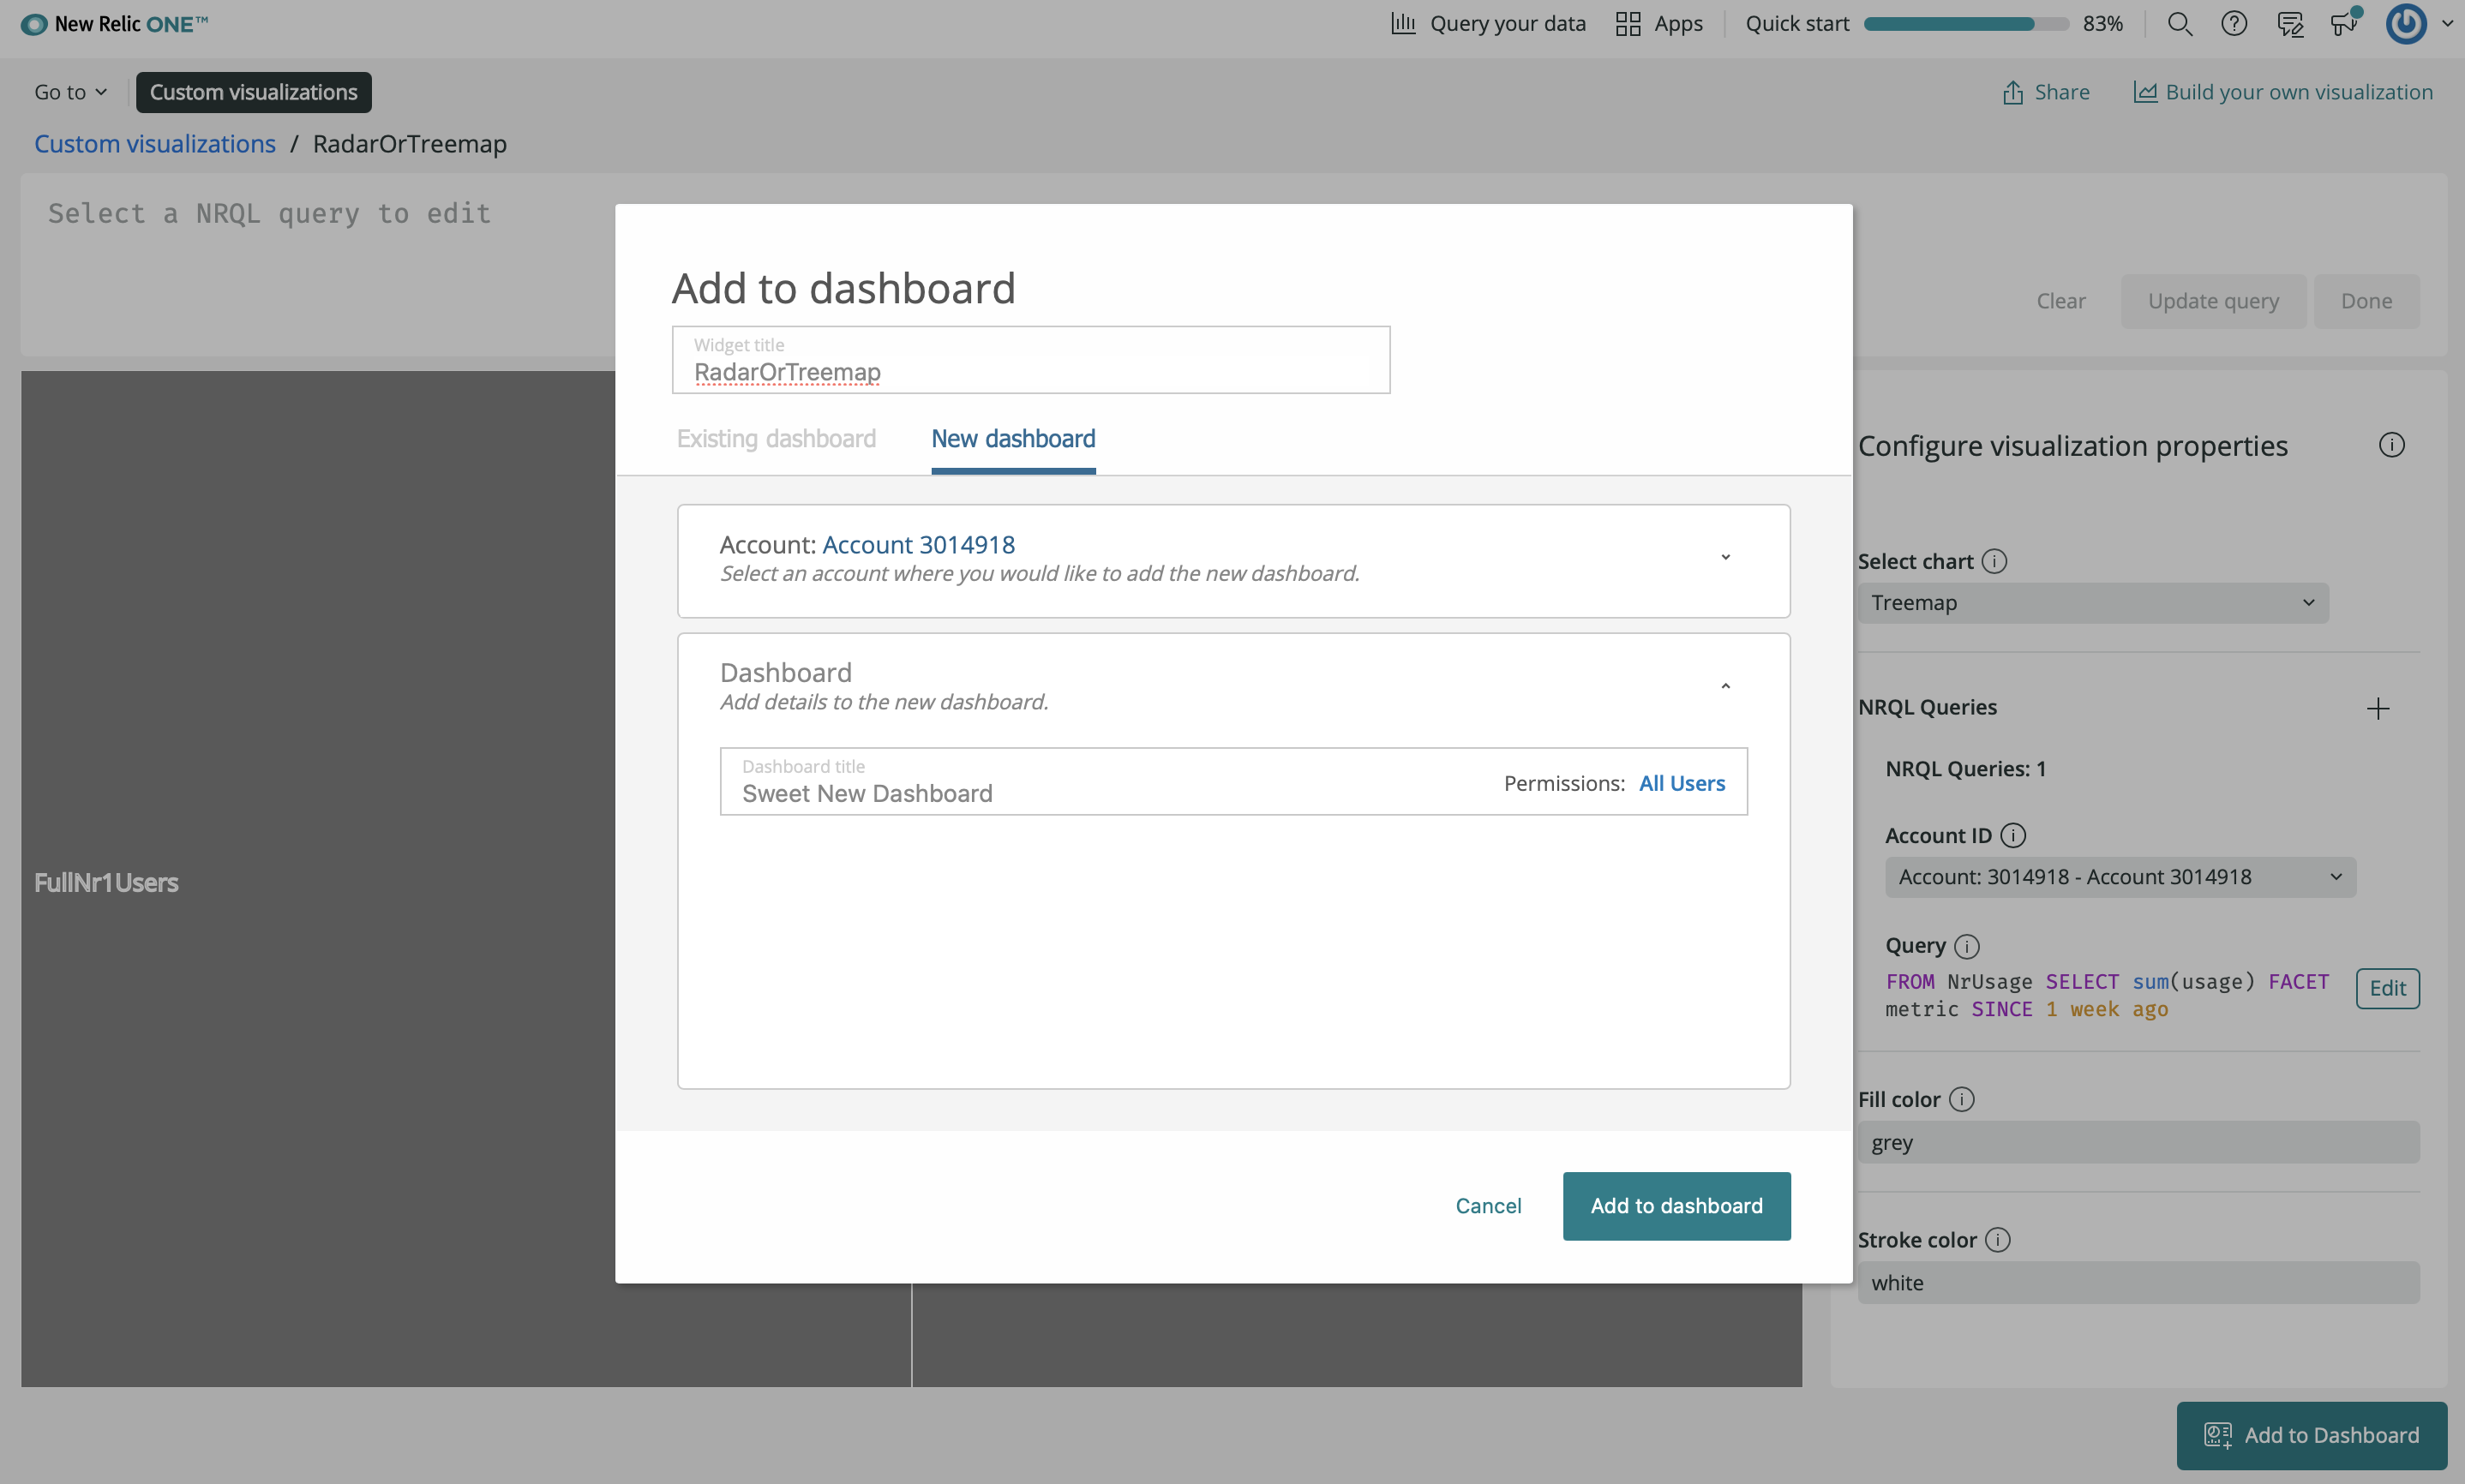 New Relic ONE™
Query your data
Apps
Quick start
83%
Go to
Custom visualizations
Share
Build your own visualization
Custom visualizations / RadarOrTreemap
Select a NRQL query to edit
Clear
Update query
Done
Add to dashboard
Widget title
RadarOrTreemap
Existing dashboard
New dashboard
Account: Account 3014918
Select an account where you would like to add the new dashboard.
Dashboard
Add details to the new dashboard.
Dashboard title
Sweet New Dashboard
Permissions: All Users
Cancel
Add to dashboard
FullNr1Users
Configure visualization properties
Select chart
Treemap
NRQL Queries
NRQL Queries: 1
Account ID
Account: 3014918 - Account 3014918
Query
FROM NrUsage SELECT sum(usage) FACET
metric SINCE 1 week ago
Edit
Fill color
grey
Stroke color
white
Add to Dashboard